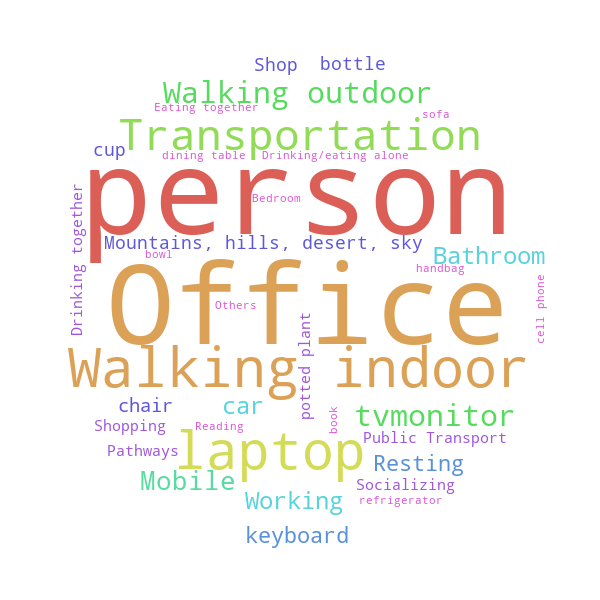 Shop bottle
Walking outdoor
Eating together
sofa
Transportation
cup
dining table Drinking/eating alone
person
Bedroom
Drinking together
Mountains, hills, desert, sky
bowl
Bathroom
handbag
Office
Others
cell phone
potted plant
Walking indoor
chair car tvmonitor
Shopping Reading book
Public Transport
Pathways laptop
Resting
Mobile
Socializing
Working
refrigerator
keyboard